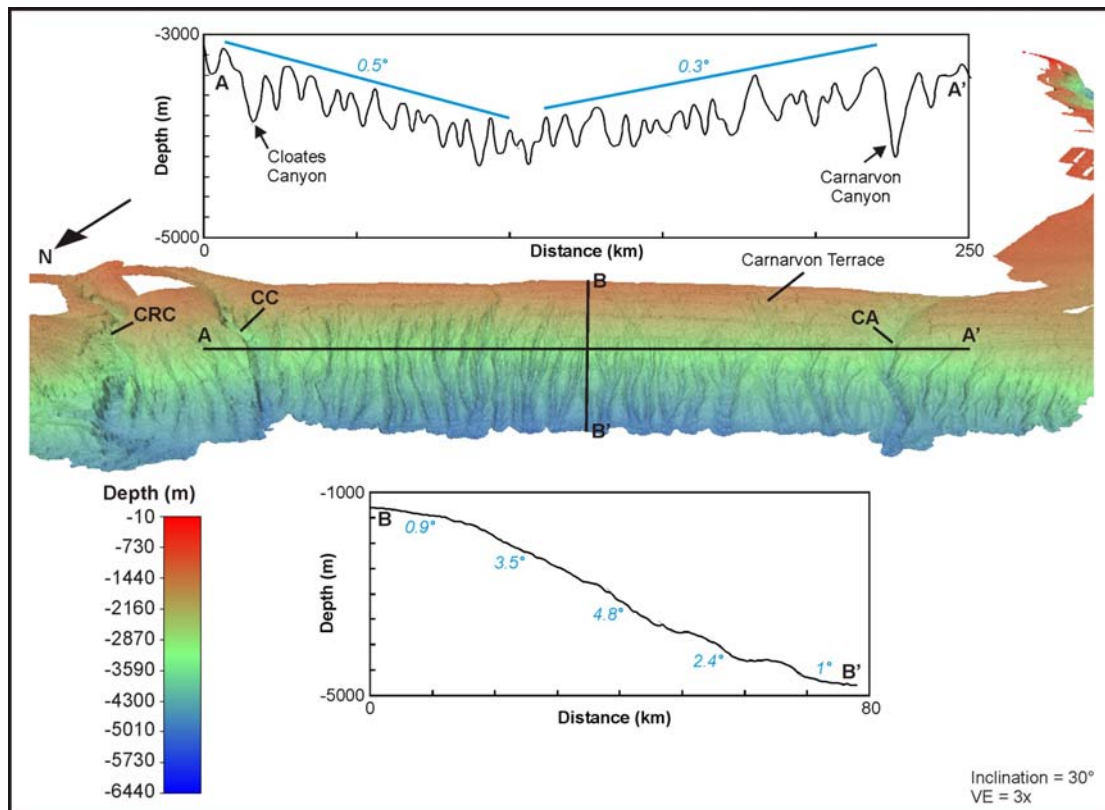 -3000
0.5°
0.3°
A
A'
Depth (m)
Cloates
Canyon
Carnarvon
Canyon
-5000
0
Distance (km)
250
N
B
Carnarvon Terrace
CRC
CC
A
CA
A'
B'
Depth (m)
-10
-730
-1440
-2160
-2870
-3590
-4300
-5010
-5730
-6440
-1000
B
0.9°
3.5°
Depth (m)
4.8°
2.4°
1°
B'
-5000
0
Distance (km)
80
Inclination = 30°
VE = 3x